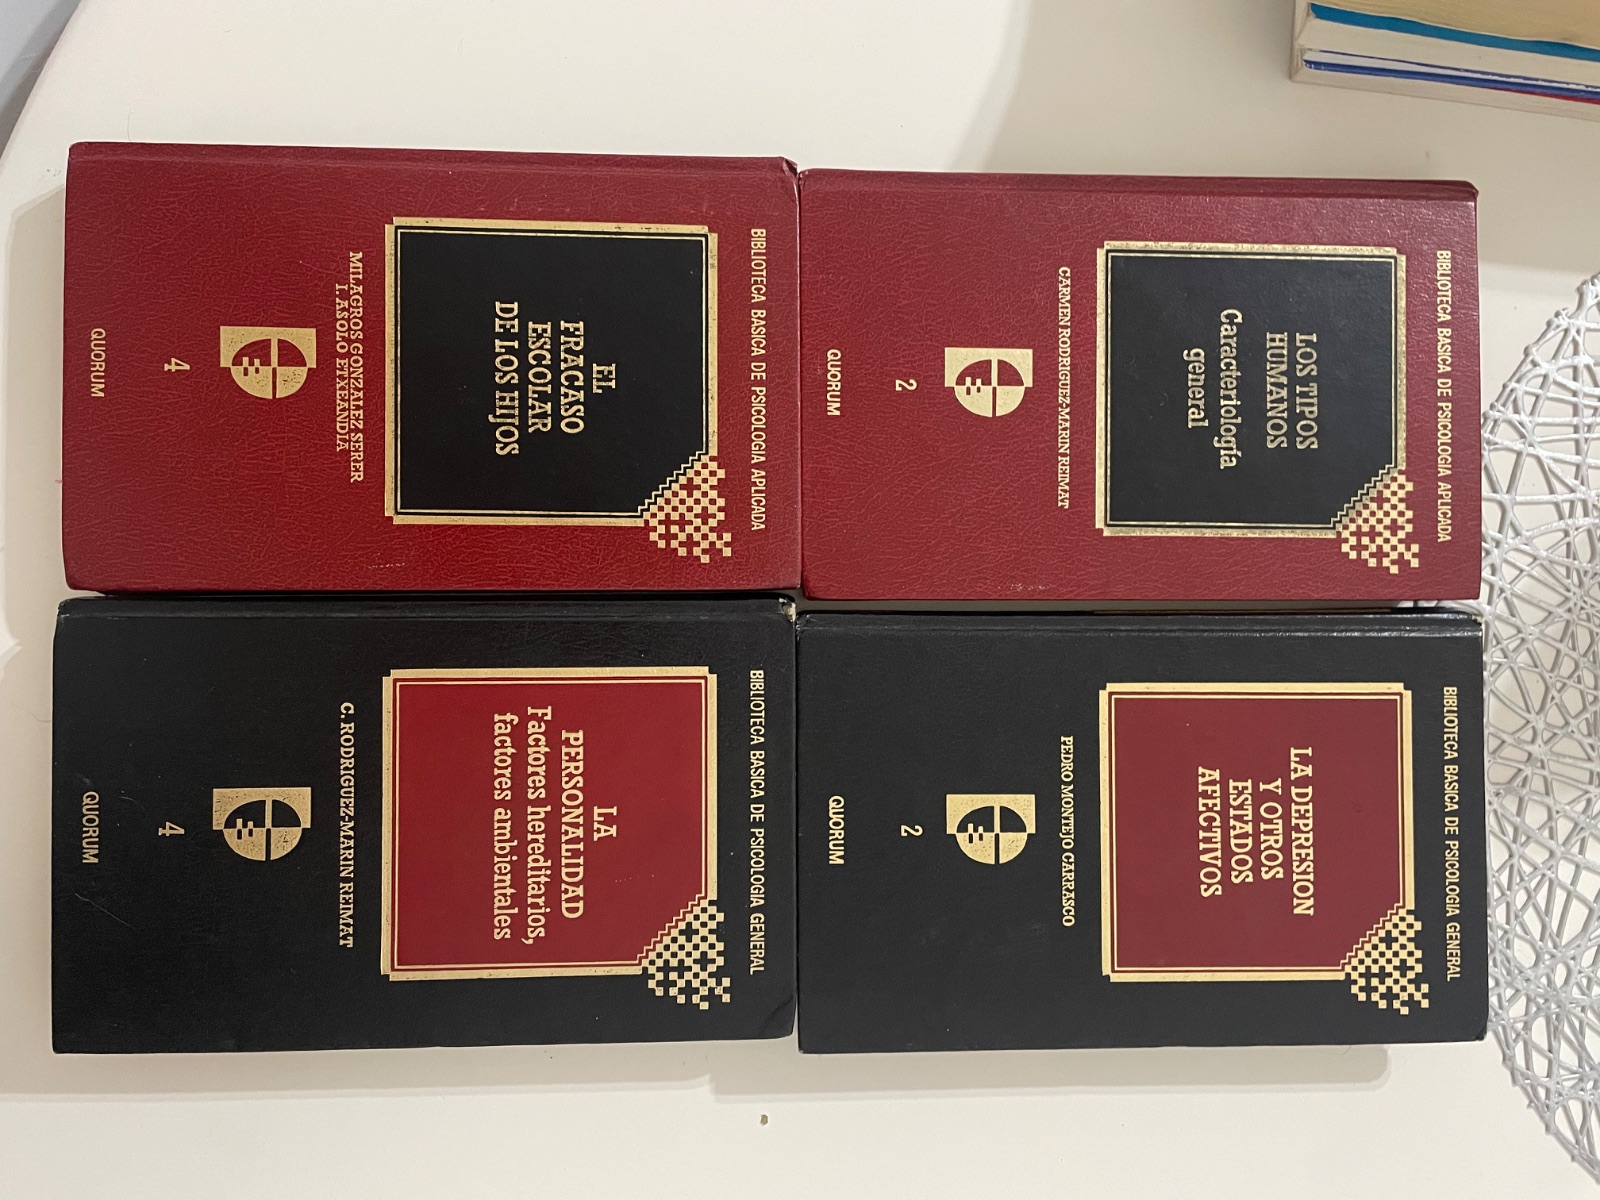 BIBLIOTECA BASICA DE PSICOLOGIA APLICADA
EL
FRACASO
ESCOLAR
DE LOS HIJOS
MILAGROS GONZALEZ SERER
I. ASOLO ETXEANDIA
4
QUORUM
BIBLIOTECA BASICA DE PSICOLOGIA APLICADA
LOS TIPOS
HUMANOS
Caracteriología
general
CARMEN RODRIGUEZ-MARIN REIMAT
2
QUORUM
BIBLIOTECA BASICA DE PSICOLOGIA GENERAL
LA
PERSONALIDAD
Factores hereditarios,
factores ambientales
C. RODRIGUEZ-MARIN REIMAT
4
QUORUM
BIBLIOTECA BASICA DE PSICOLOGIA GENERAL
LA DEPRESION
Y OTROS
ESTADOS
AFECTIVOS
PEDRO MONTEJO CARRASCO
2
QUORUM